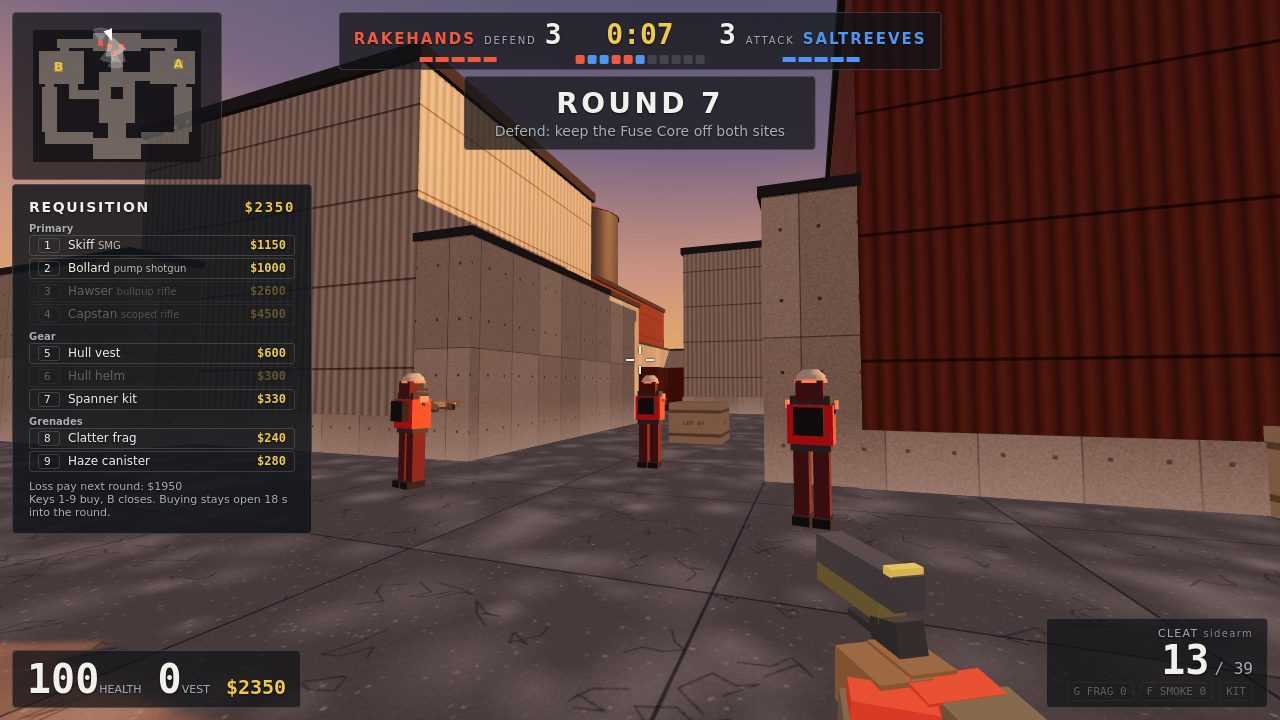 B
A
RAKEHANDS DEFEND 3 0:07 3 ATTACK SALTREEVES
ROUND 7
Defend: keep the Fuse Core off both sites
REQUISITION $2350
Primary
1 Skiff SMG $1150
2 Bollard pump shotgun $1000
3 Hawser bullpup rifle $2600
4 Capstan scoped rifle $4500
Gear
5 Hull vest $600
6 Hull helm $300
7 Spanner kit $330
Grenades
8 Clatter frag $240
9 Haze canister $280
Loss pay next round: $1950
Keys 1-9 buy, B closes. Buying stays open 18 s
into the round.
100 HEALTH 0 VEST $2350
CLEAT sidearm
13 / 39
G FRAG 0 F SMOKE 0 KIT